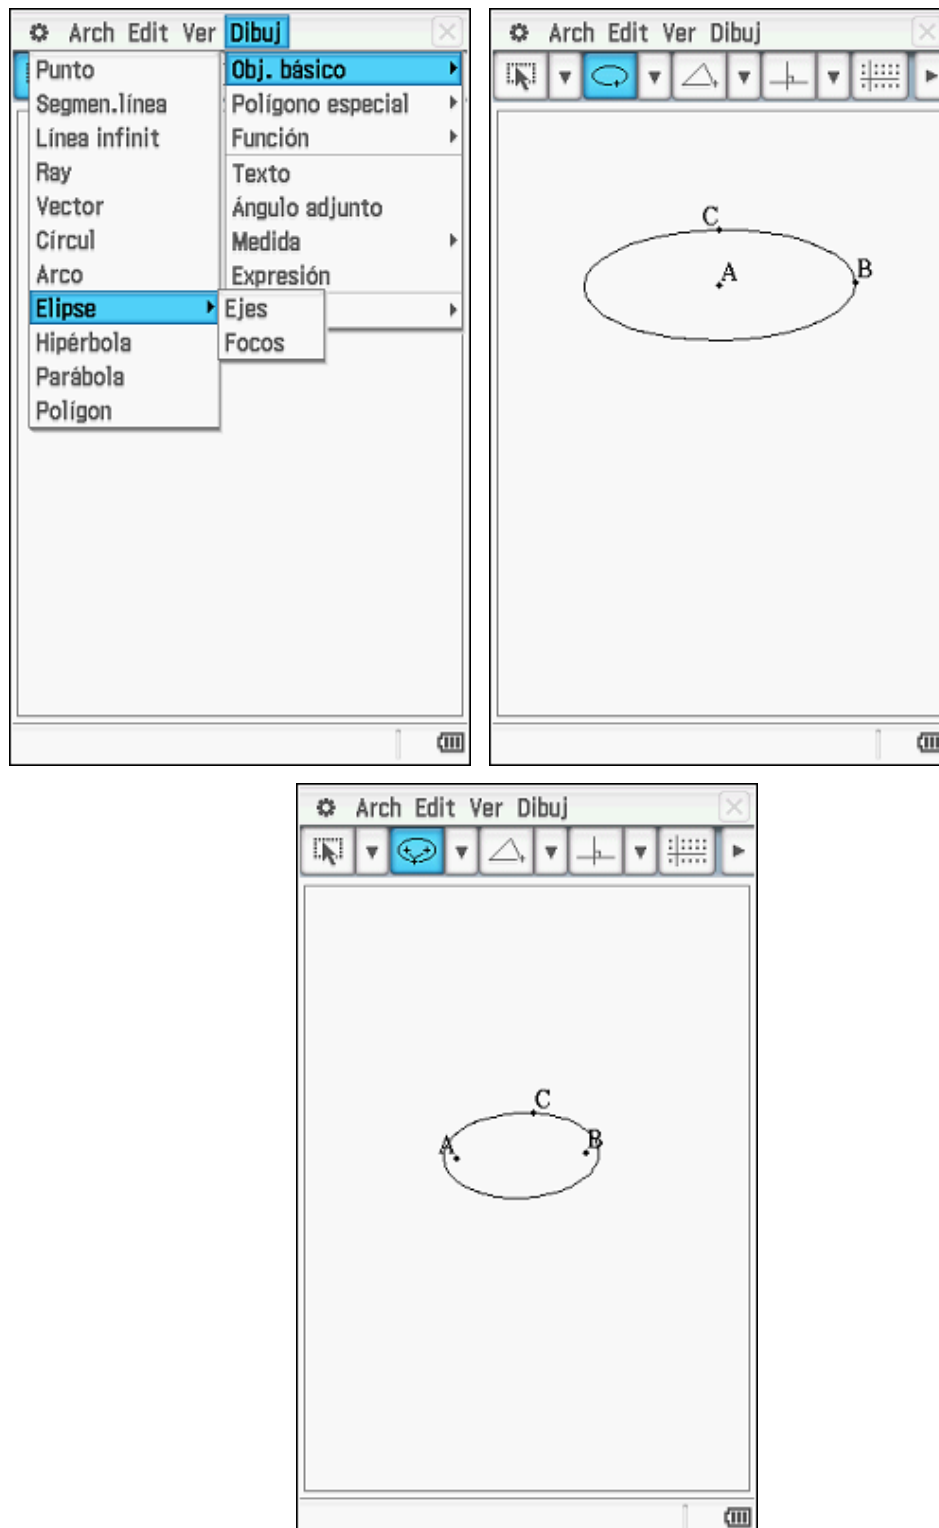 Arch Edit Ver Dibuj
Punto
Segmen.línea
Línea infinit
Ray
Vector
Círcul
Arco
Elipse
Hipérbola
Parábola
Polígon
Obj. básico
Polígono especial
Función
Texto
Ángulo adjunto
Medida
Expresión
Ejes
Focos
Arch Edit Ver Dibuj
C
A
B
Arch Edit Ver Dibuj
C
A
B